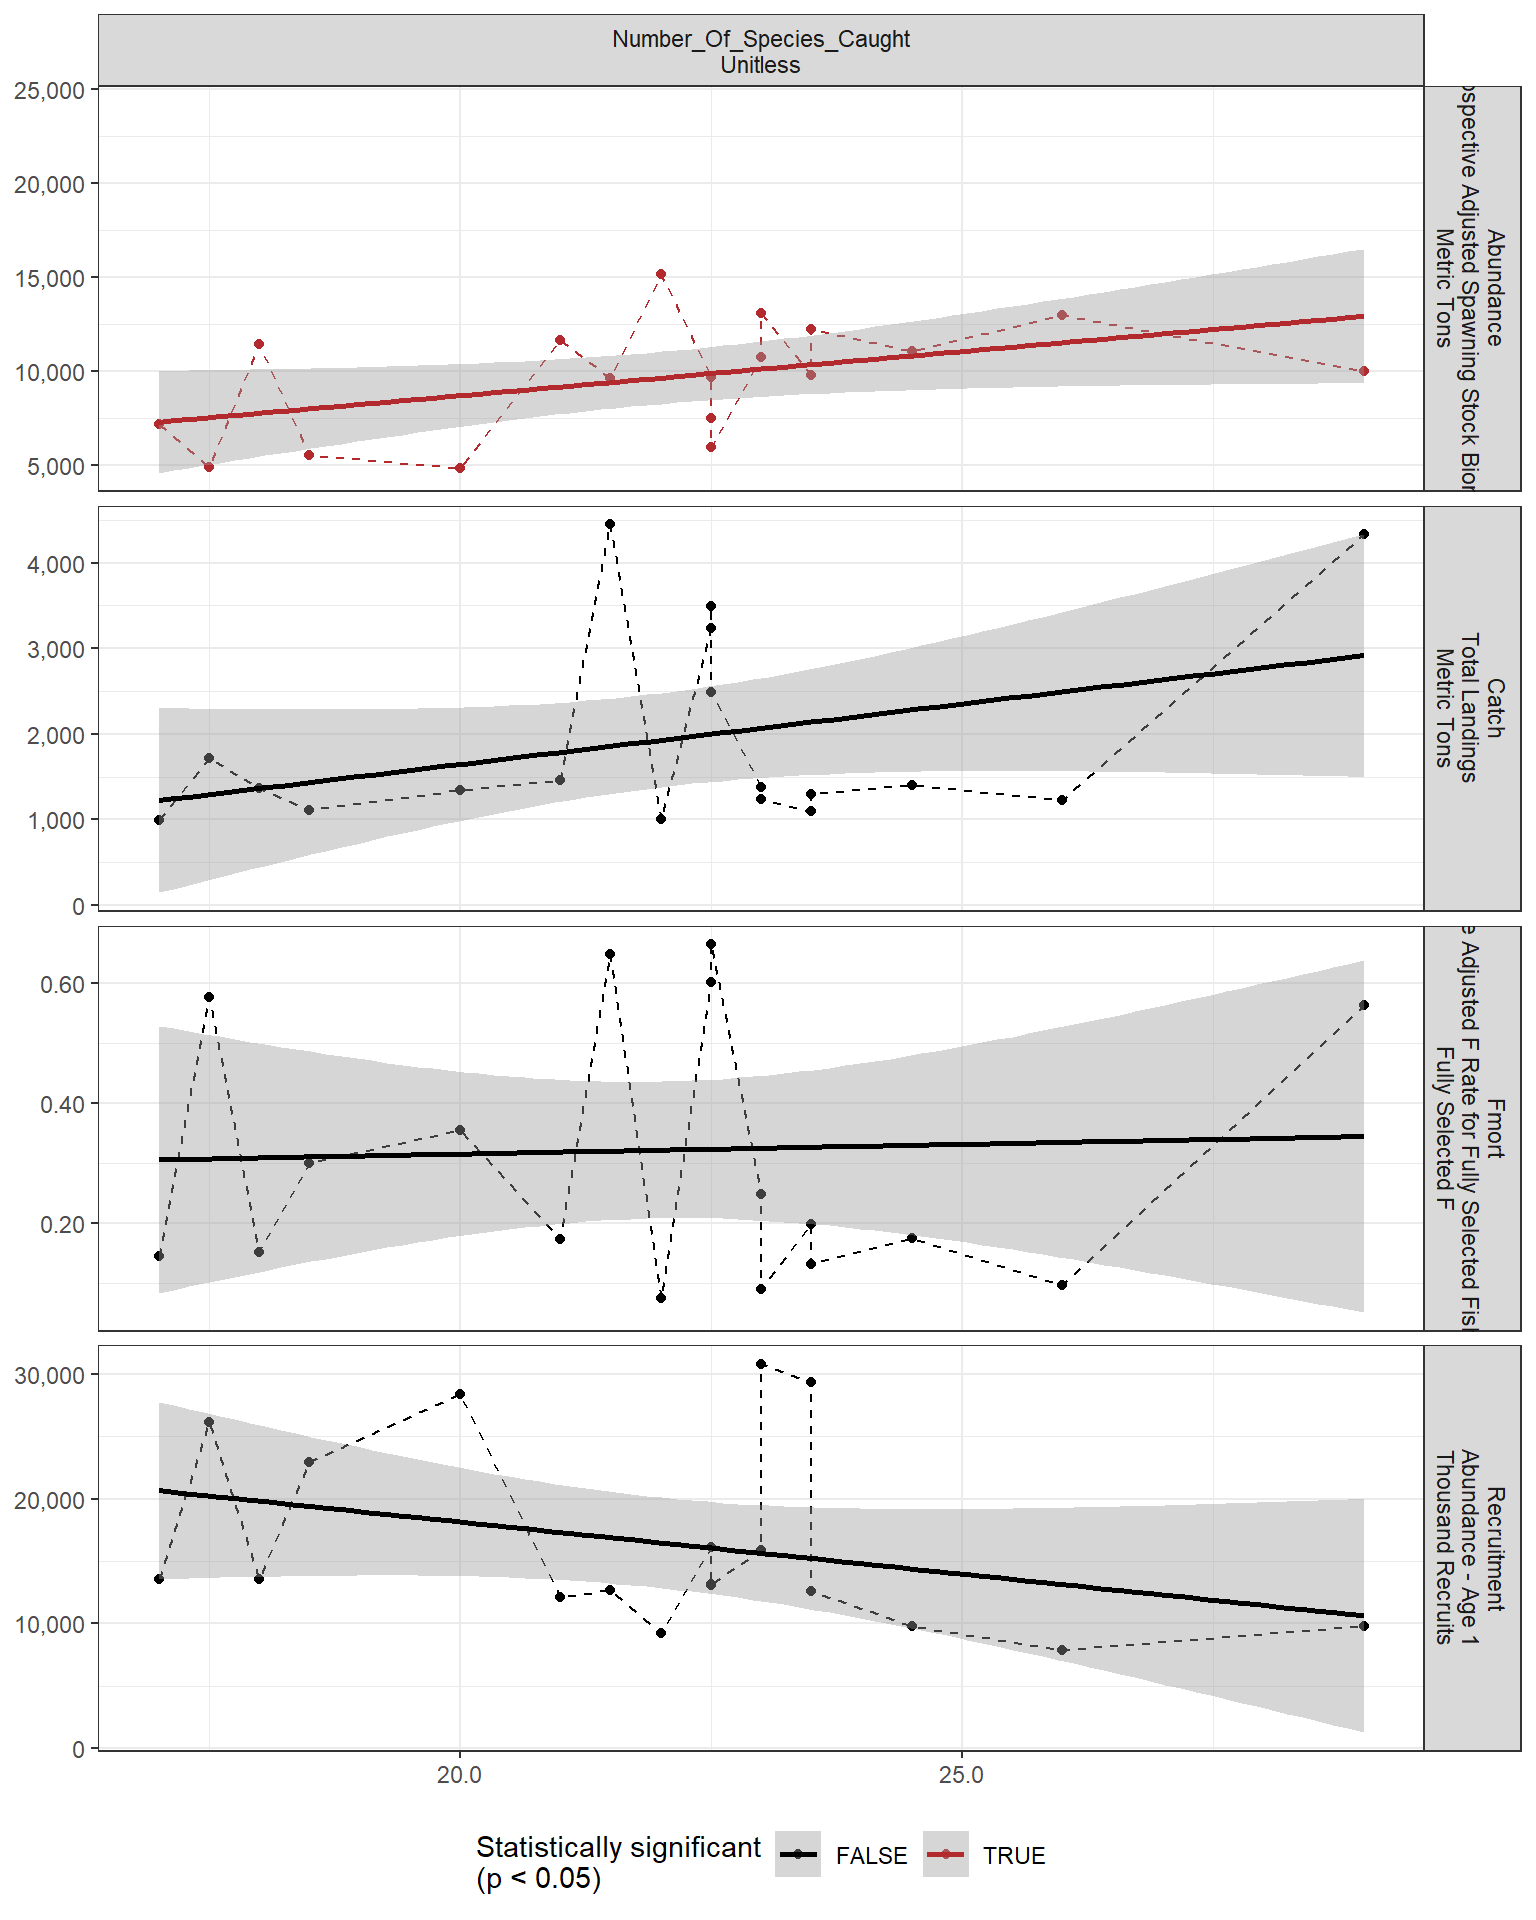 Number_Of_Species_Caught
Unitless
25,000
20,000
15,000
10,000
5,000
Abundance
Adjusted Spawning Stock
Metric Tons
4,000
3,000
2,000
1,000
0
Catch
Total Landings
Metric Tons
0.60
0.40
0.20
Fmort
Adjusted F Rate for Fully Selected
Fully Selected F
30,000
20,000
10,000
0
Recruitment
Abundance - Age 1
Thousand Recruits
20.0
25.0
Statistically significant
(p < 0.05)
FALSE
TRUE